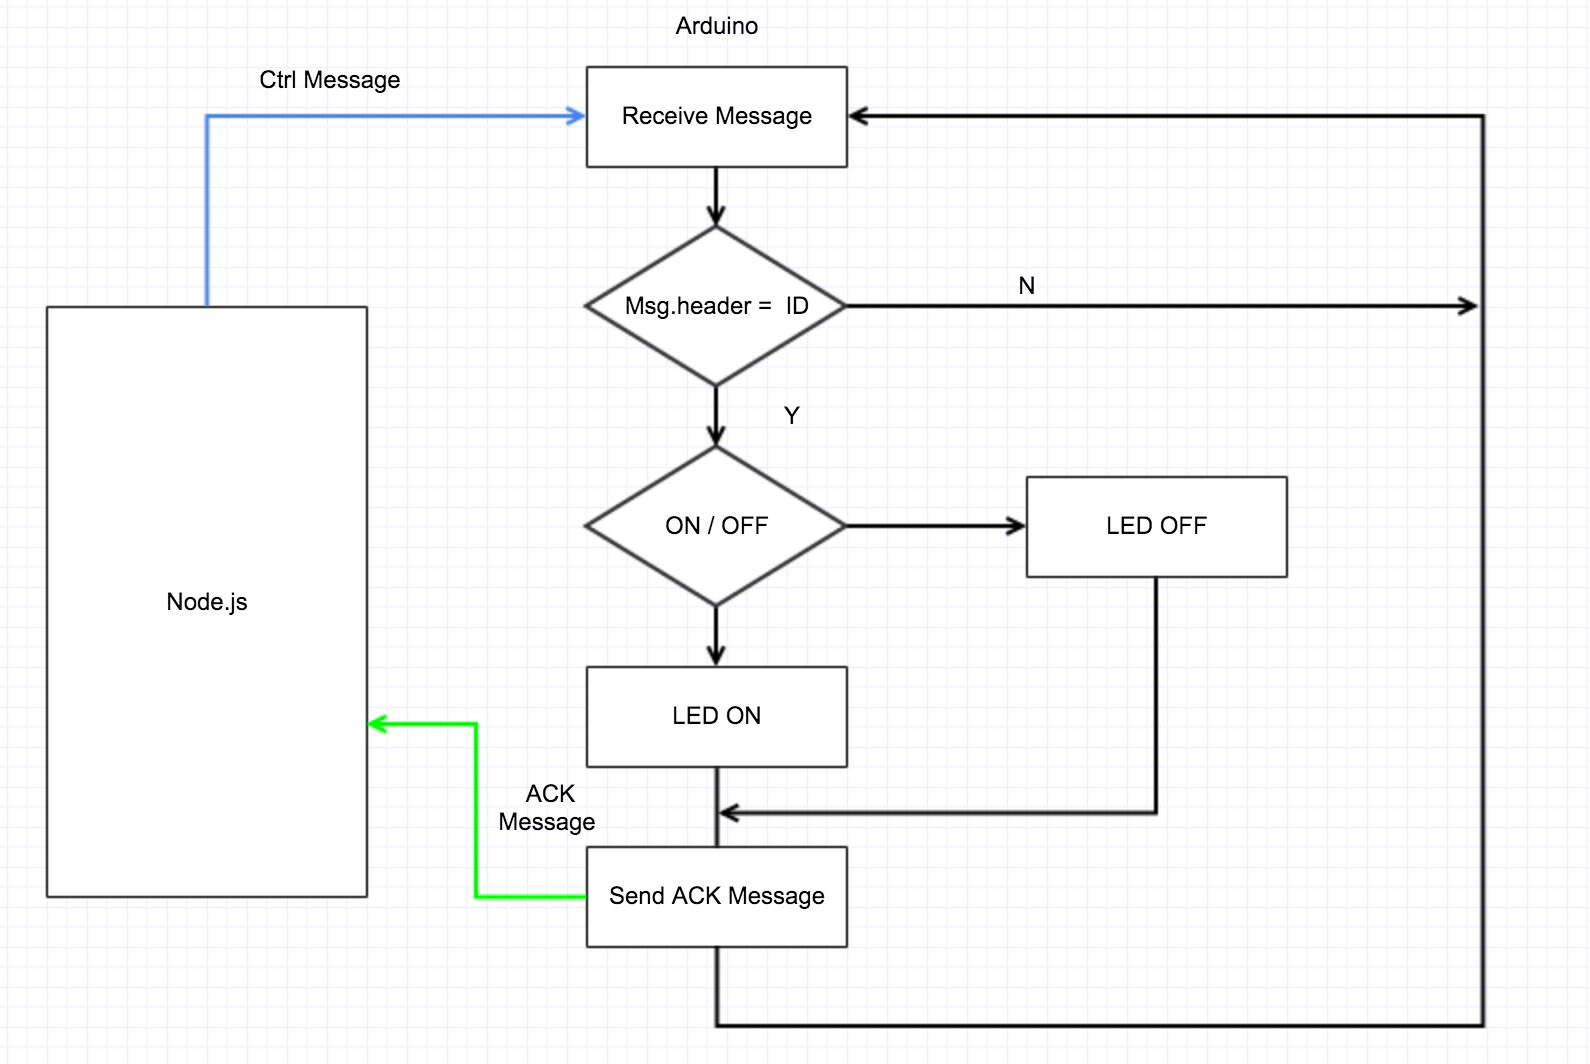 Arduino
Ctrl Message
Receive Message
Msg.header =  ID
N
Y
ON / OFF
LED OFF
Node.js
LED ON
ACK
Message
Send ACK Message